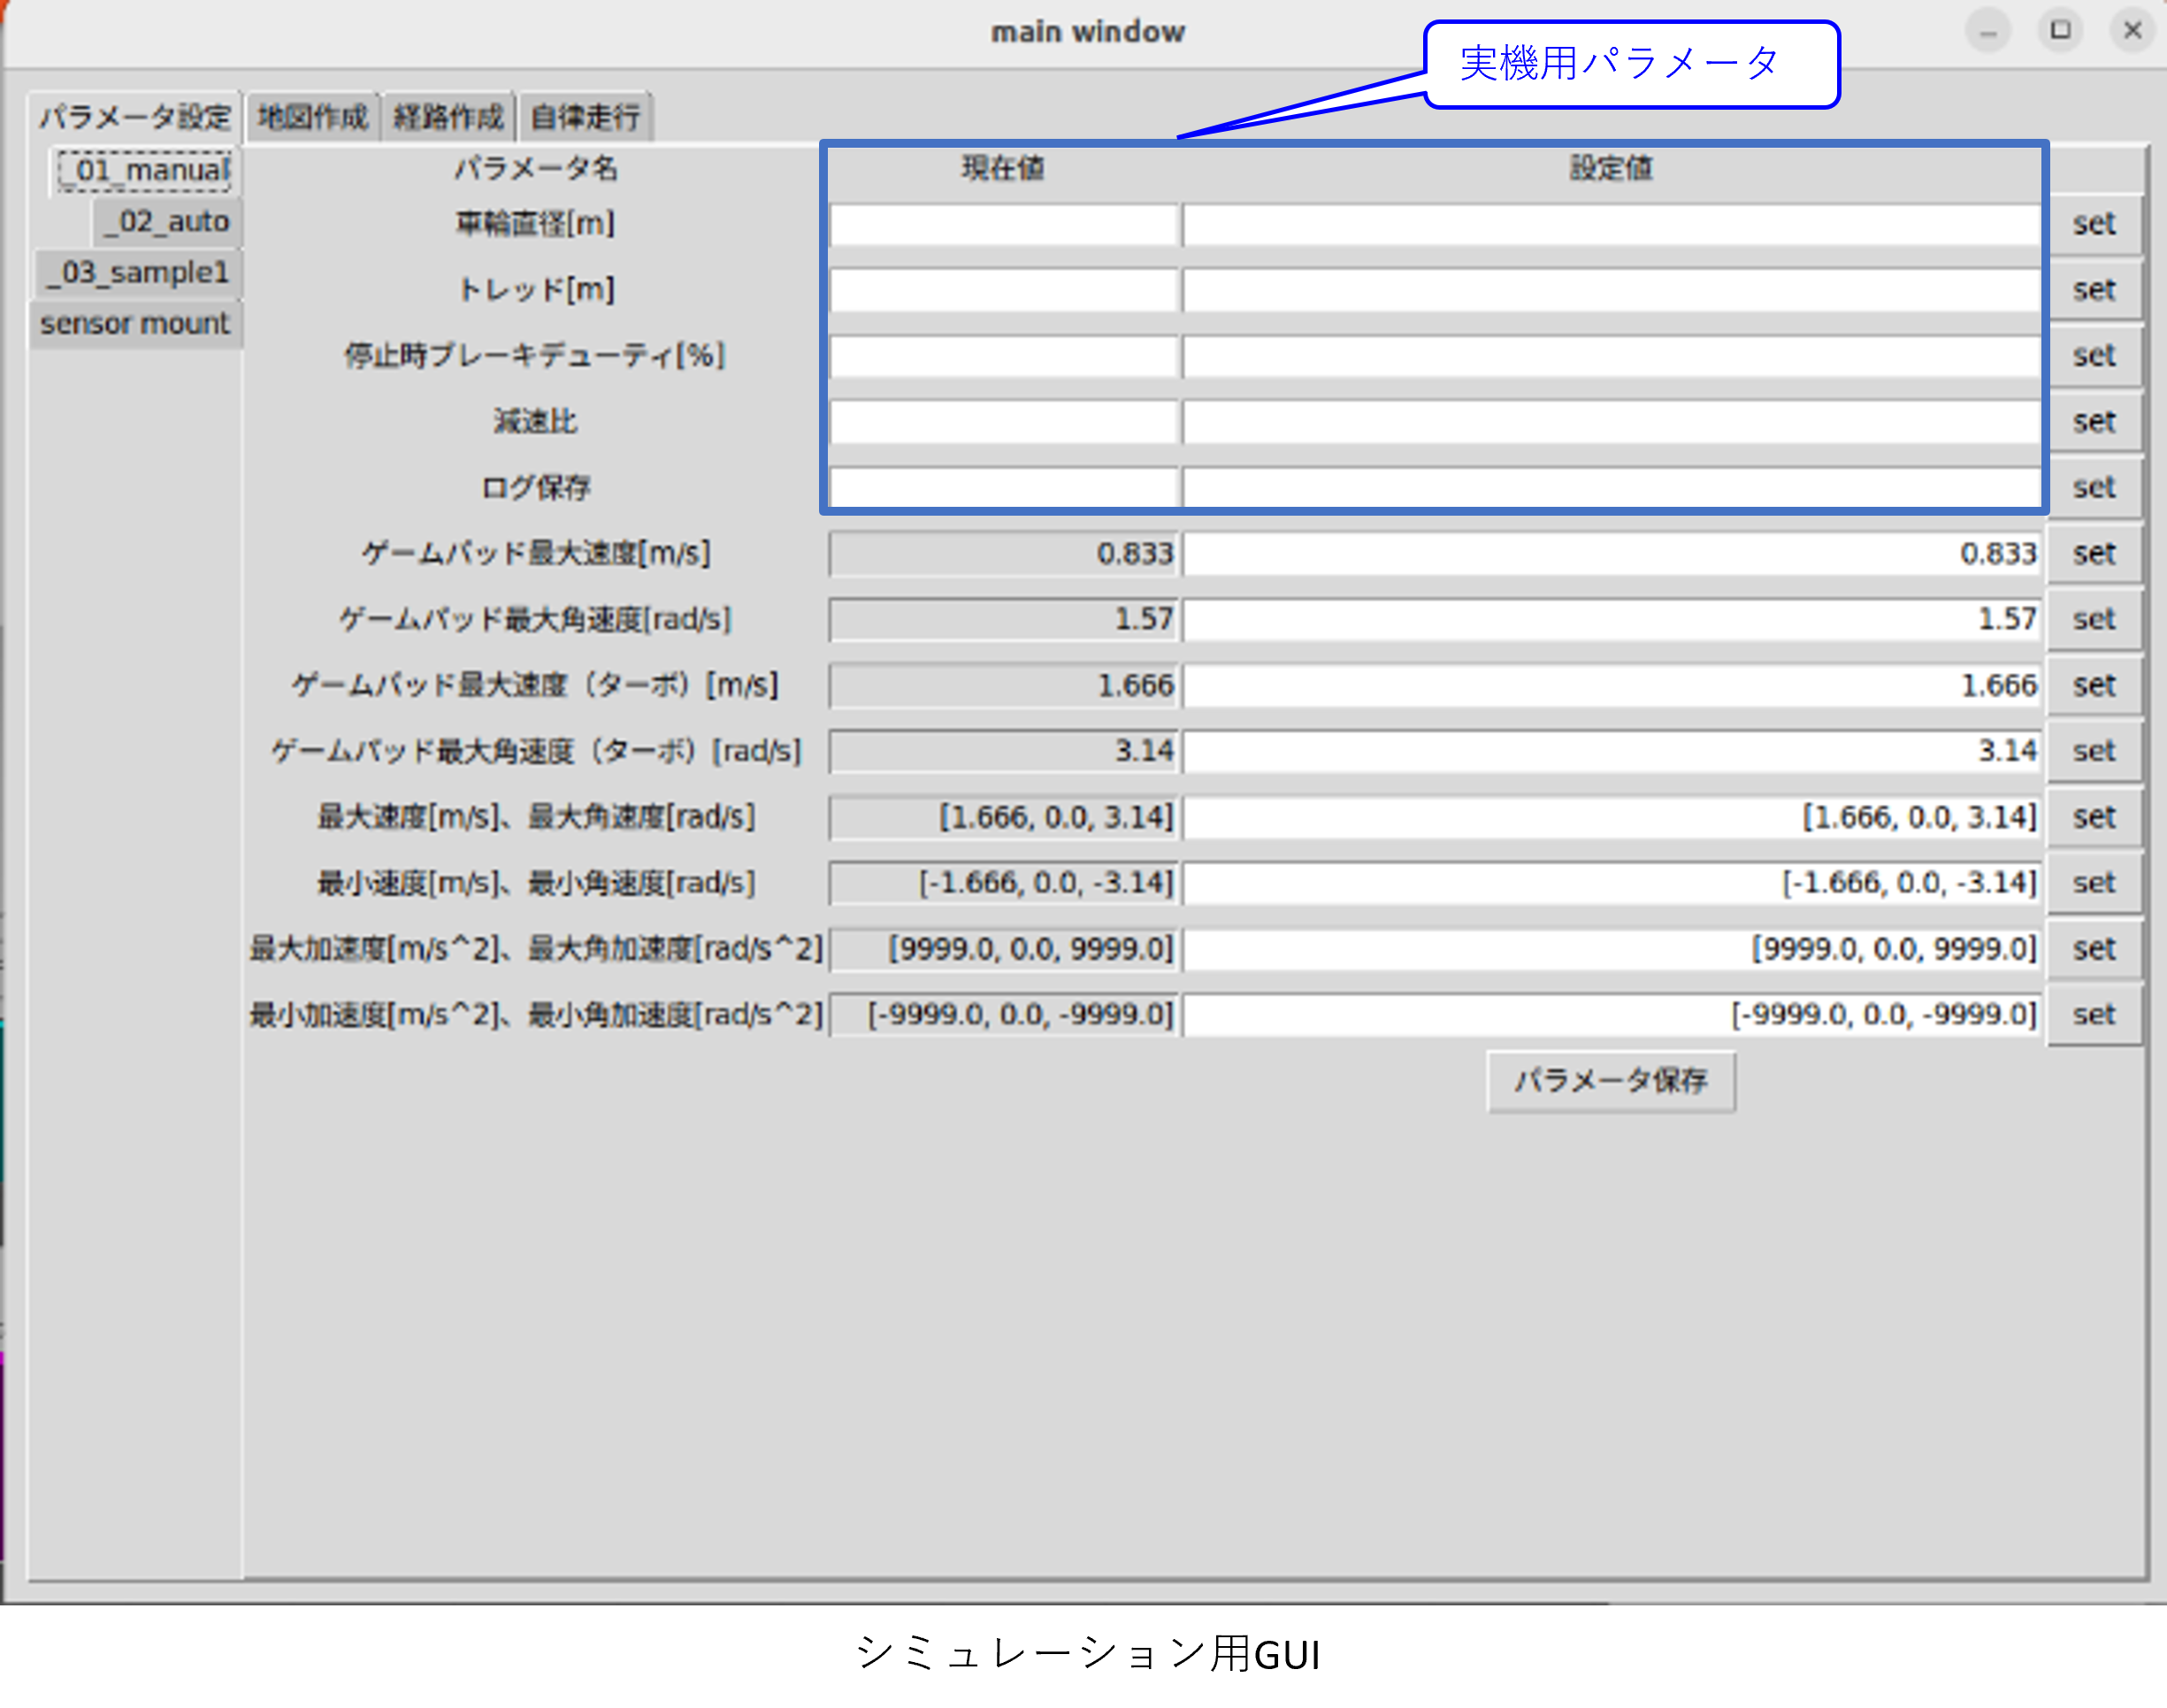 main window
実機用パラメータ
パラメータ設定 地図作成 経路作成 自律走行
_01_manual
_02_auto
_03_sample1
sensor mount
パラメータ名 現在値 設定値
車輪直径[m] set
トレッド[m] set
停止時ブレーキデューティ[%] set
減速比 set
ログ保存 set
ゲームパッド最大速度[m/s] 0.833 0.833 set
ゲームパッド最大角速度[rad/s] 1.57 1.57 set
ゲームパッド最大速度（ターボ）[m/s] 1.666 1.666 set
ゲームパッド最大角速度（ターボ）[rad/s] 3.14 3.14 set
最大速度[m/s]、最大角速度[rad/s] [1.666, 0.0, 3.14] [1.666, 0.0, 3.14] set
最小速度[m/s]、最小角速度[rad/s] [-1.666, 0.0, -3.14] [-1.666, 0.0, -3.14] set
最大加速度[m/s^2]、最大角加速度[rad/s^2] [9999.0, 0.0, 9999.0] [9999.0, 0.0, 9999.0] set
最小加速度[m/s^2]、最小角加速度[rad/s^2] [-9999.0, 0.0, -9999.0] [-9999.0, 0.0, -9999.0] set
パラメータ保存
シミュレーション用GUI